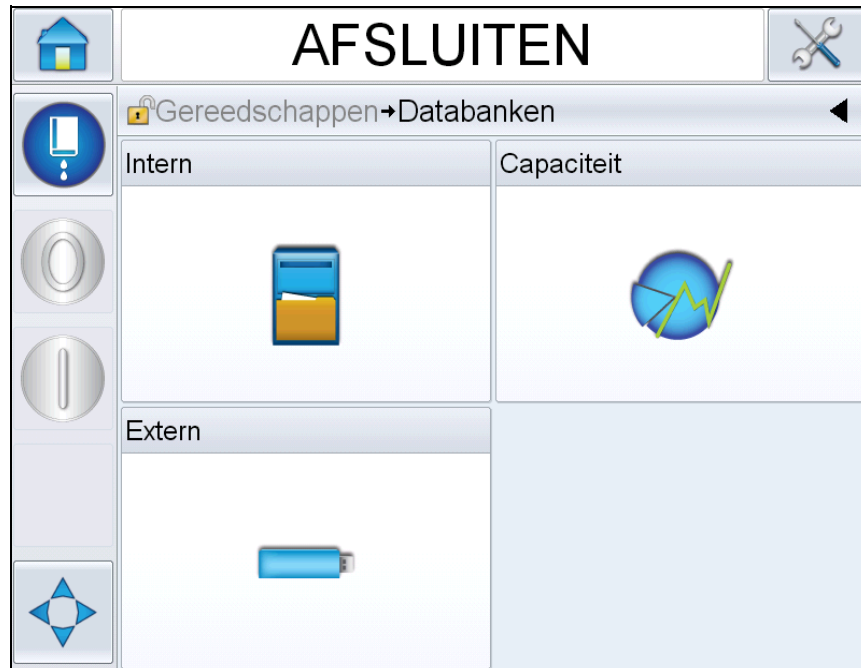 AFSLUITEN
Gereedschappen→Databanken
Intern
Capaciteit
Extern